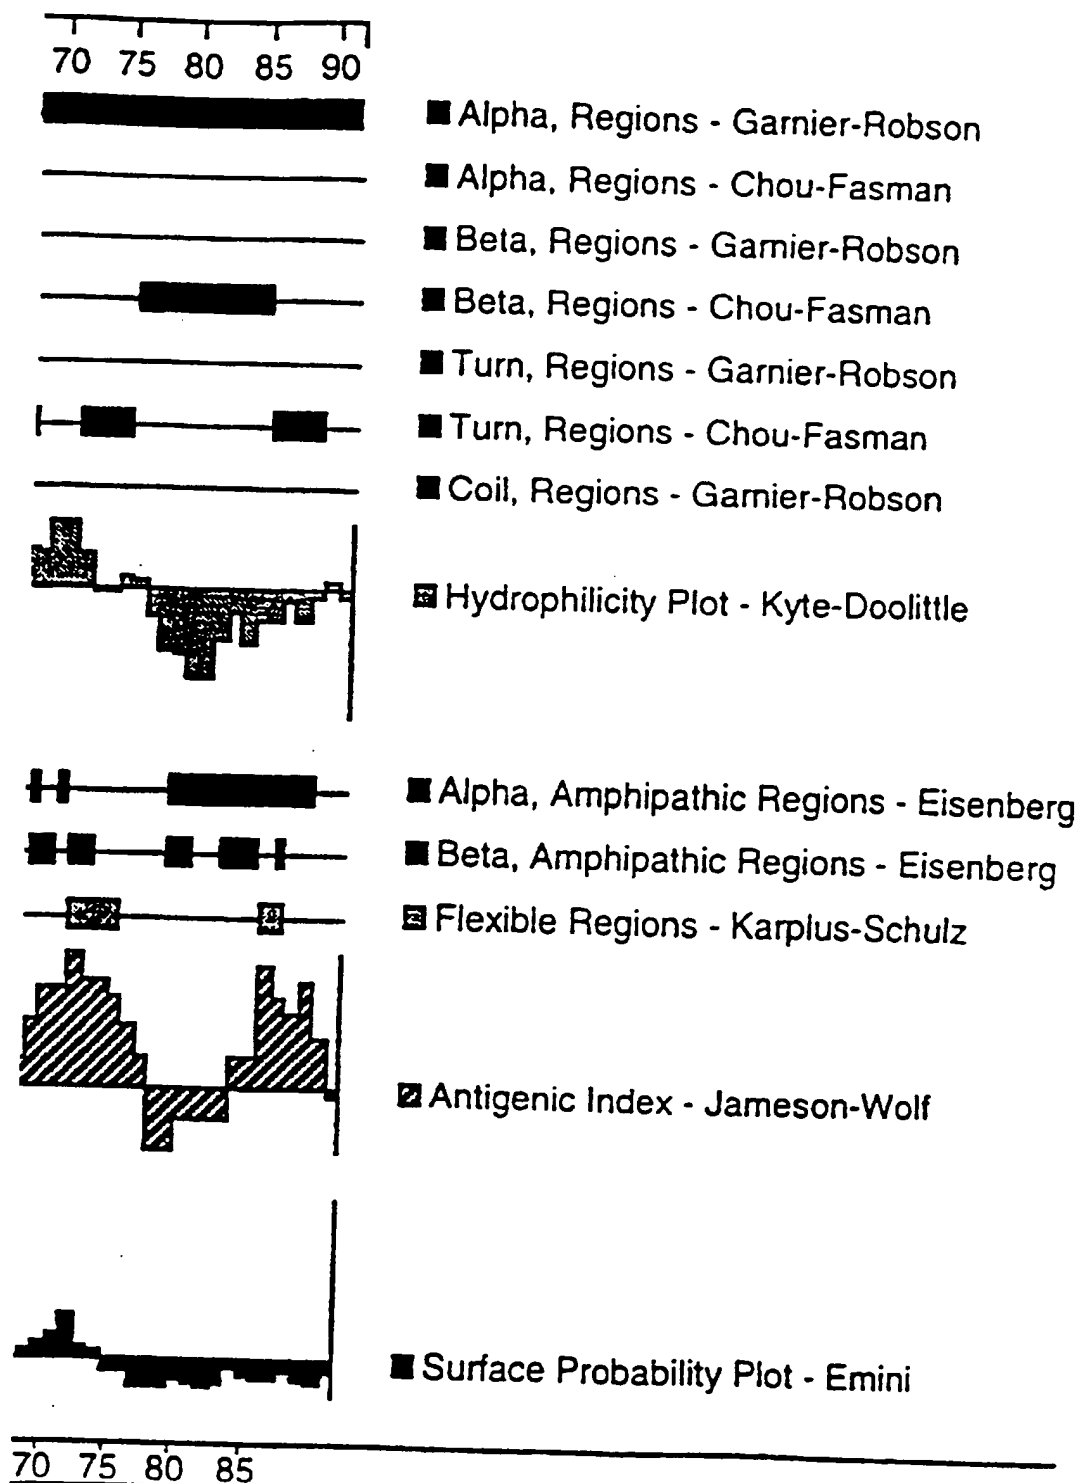 70 75 80 85 90
Alpha, Regions - Garnier-Robson
Alpha, Regions - Chou-Fasman
Beta, Regions - Garnier-Robson
Beta, Regions - Chou-Fasman
Turn, Regions - Garnier-Robson
Turn, Regions - Chou-Fasman
Coil, Regions - Garnier-Robson
Hydrophilicity Plot - Kyte-Doolittle
Alpha, Amphipathic Regions - Eisenberg
Beta, Amphipathic Regions - Eisenberg
Flexible Regions - Karplus-Schulz
Antigenic Index - Jameson-Wolf
Surface Probability Plot - Emini
70 75 80 85